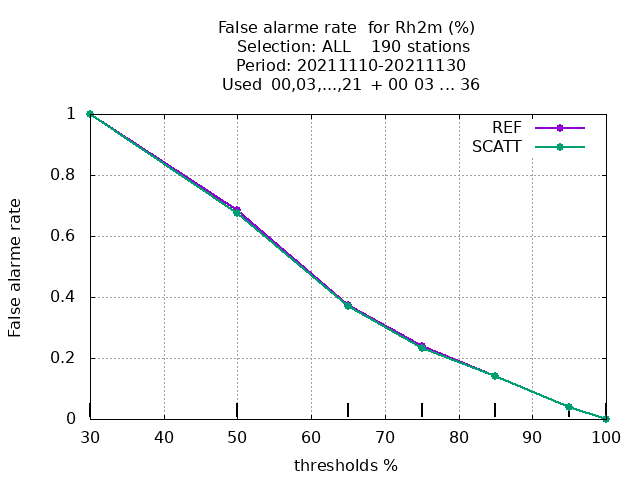 False alarme rate  for Rh2m (%)
Selection: ALL    190 stations
Period: 20211110-20211130
Used  00,03,...,21  + 00 03 ... 36
REF
SCATT
False alarme rate
1
0.8
0.6
0.4
0.2
0
30 40 50 60 70 80 90 100
thresholds %